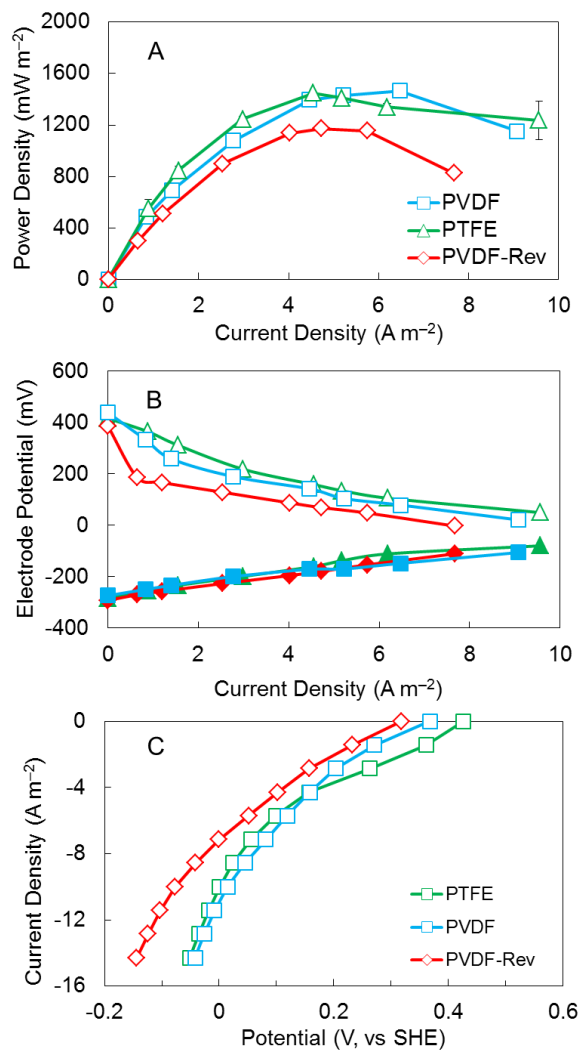 2000
1600
1200
800
400
0
Power Density (mW m⁻²)
A
PVDF
PTFE
PVDF-Rev
0 2 4 6 8 10
Current Density (A m⁻²)
600
400
200
0
-200
-400
Electrode Potential (mV)
B
0 2 4 6 8 10
Current Density (A m⁻²)
0
-4
-8
-12
-16
Current Density (A m⁻²)
C
PTFE
PVDF
PVDF-Rev
-0.2 0 0.2 0.4 0.6
Potential (V, vs SHE)